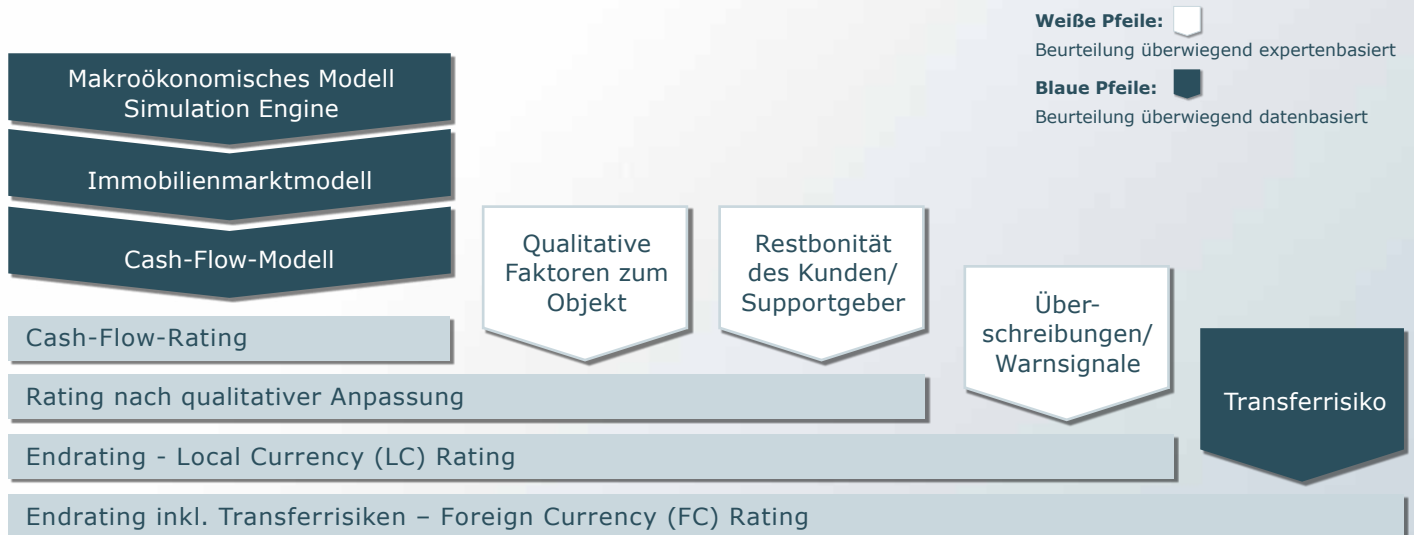 Weiße Pfeile:
Beurteilung überwiegend expertenbasiert
Blaue Pfeile:
Beurteilung überwiegend datenbasiert
Makroökonomisches Modell
Simulation Engine
Immobilienmarktmodell
Cash-Flow-Modell
Qualitative
Faktoren zum
Objekt
Restbonität
des Kunden/
Supportgeber
Über-
schreibungen/
Warnsignale
Transferrisiko
Cash-Flow-Rating
Rating nach qualitativer Anpassung
Endrating - Local Currency (LC) Rating
Endrating inkl. Transferrisiken – Foreign Currency (FC) Rating